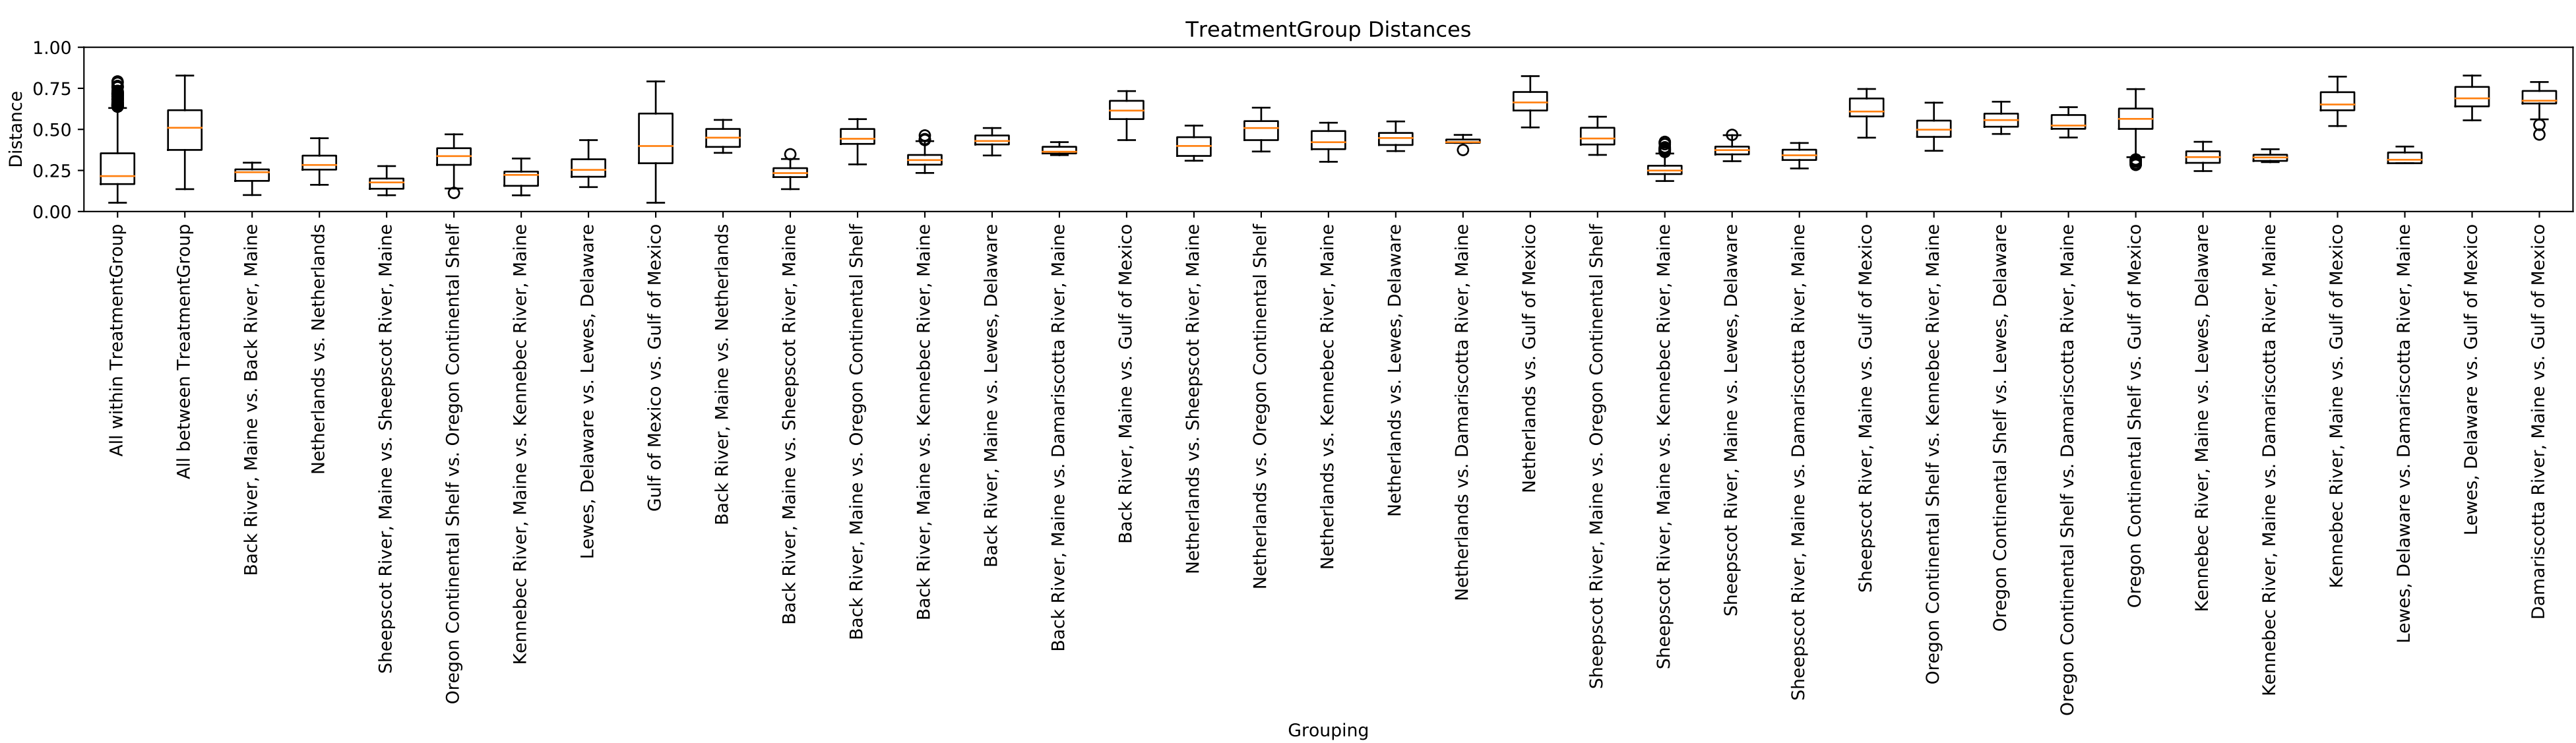 TreatmentGroup Distances
1.00
0.75
0.50
0.25
0.00
Distance
All within TreatmentGroup
All between TreatmentGroup
Back River, Maine vs. Back River, Maine
Netherlands vs. Netherlands
Sheepscot River, Maine vs. Sheepscot River, Maine
Oregon Continental Shelf vs. Oregon Continental Shelf
Kennebec River, Maine vs. Kennebec River, Maine
Lewes, Delaware vs. Lewes, Delaware
Gulf of Mexico vs. Gulf of Mexico
Back River, Maine vs. Netherlands
Back River, Maine vs. Sheepscot River, Maine
Back River, Maine vs. Oregon Continental Shelf
Back River, Maine vs. Kennebec River, Maine
Back River, Maine vs. Lewes, Delaware
Back River, Maine vs. Damariscotta River, Maine
Back River, Maine vs. Gulf of Mexico
Netherlands vs. Sheepscot River, Maine
Netherlands vs. Oregon Continental Shelf
Netherlands vs. Kennebec River, Maine
Netherlands vs. Lewes, Delaware
Netherlands vs. Damariscotta River, Maine
Netherlands vs. Gulf of Mexico
Sheepscot River, Maine vs. Oregon Continental Shelf
Sheepscot River, Maine vs. Kennebec River, Maine
Sheepscot River, Maine vs. Lewes, Delaware
Sheepscot River, Maine vs. Damariscotta River, Maine
Sheepscot River, Maine vs. Gulf of Mexico
Oregon Continental Shelf vs. Kennebec River, Maine
Oregon Continental Shelf vs. Lewes, Delaware
Oregon Continental Shelf vs. Damariscotta River, Maine
Oregon Continental Shelf vs. Gulf of Mexico
Kennebec River, Maine vs. Lewes, Delaware
Kennebec River, Maine vs. Damariscotta River, Maine
Kennebec River, Maine vs. Gulf of Mexico
Lewes, Delaware vs. Damariscotta River, Maine
Lewes, Delaware vs. Gulf of Mexico
Damariscotta River, Maine vs. Gulf of Mexico
Grouping